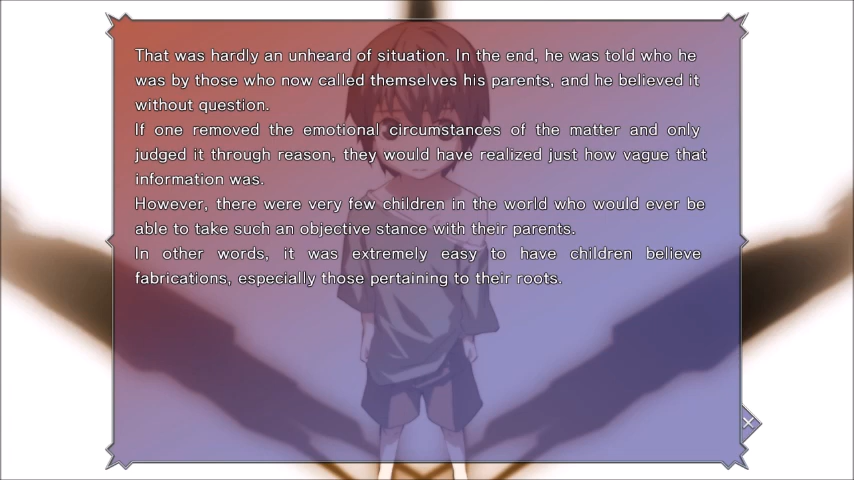 That was hardly an unheard of situation. In the end, he was told who he
was by those who now called themselves his parents, and he believed it
without question.
If one removed the emotional circumstances of the matter and only
judged it through reason, they would have realized just how vague that
information was.
However, there were very few children in the world who would ever be
able to take such an objective stance with their parents.
In other words, it was extremely easy to have children believe
fabrications, especially those pertaining to their roots.